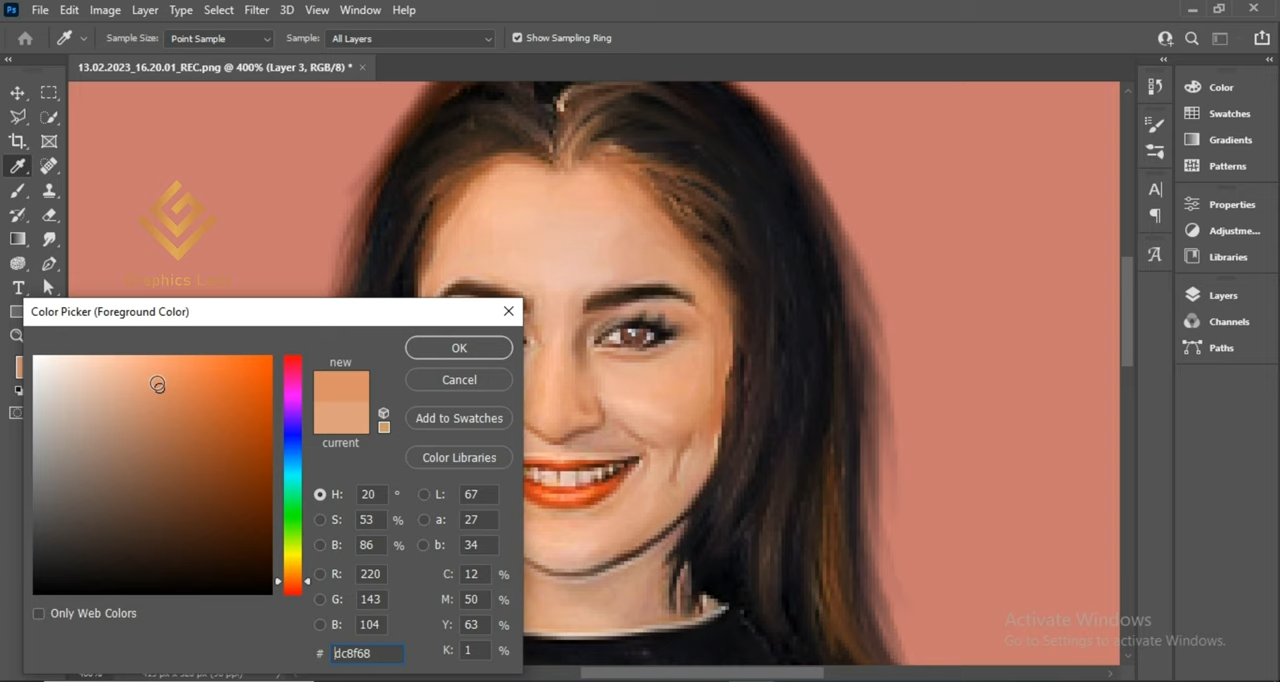 Ps File Edit Image Layer Type Select Filter 3D View Window Help
Sample Size: Point Sample Sample: All Layers Show Sampling Ring
13.02.2023_16.20.01_REC.png @ 400% (Layer 3, RGB/8) *
Color
Swatches
Gradients
Patterns
Properties
Adjustme...
Libraries
Layers
Channels
Paths
Color Picker (Foreground Color)
new
current
OK
Cancel
Add to Swatches
Color Libraries
H: 20 ° L: 67
S: 53 % a: 27
B: 86 % b: 34
R: 220 C: 12 %
G: 143 M: 50 %
B: 104 Y: 63 %
# dc8f68 K: 1 %
Only Web Colors
Activate Windows
Go to Settings to activate Windows.